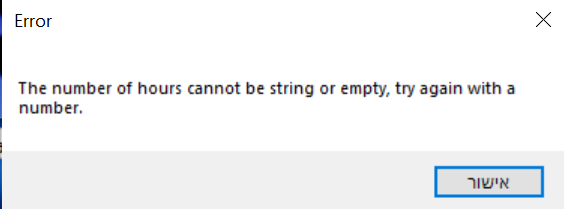 Error
The number of hours cannot be string or empty, try again with a
number.
אישור